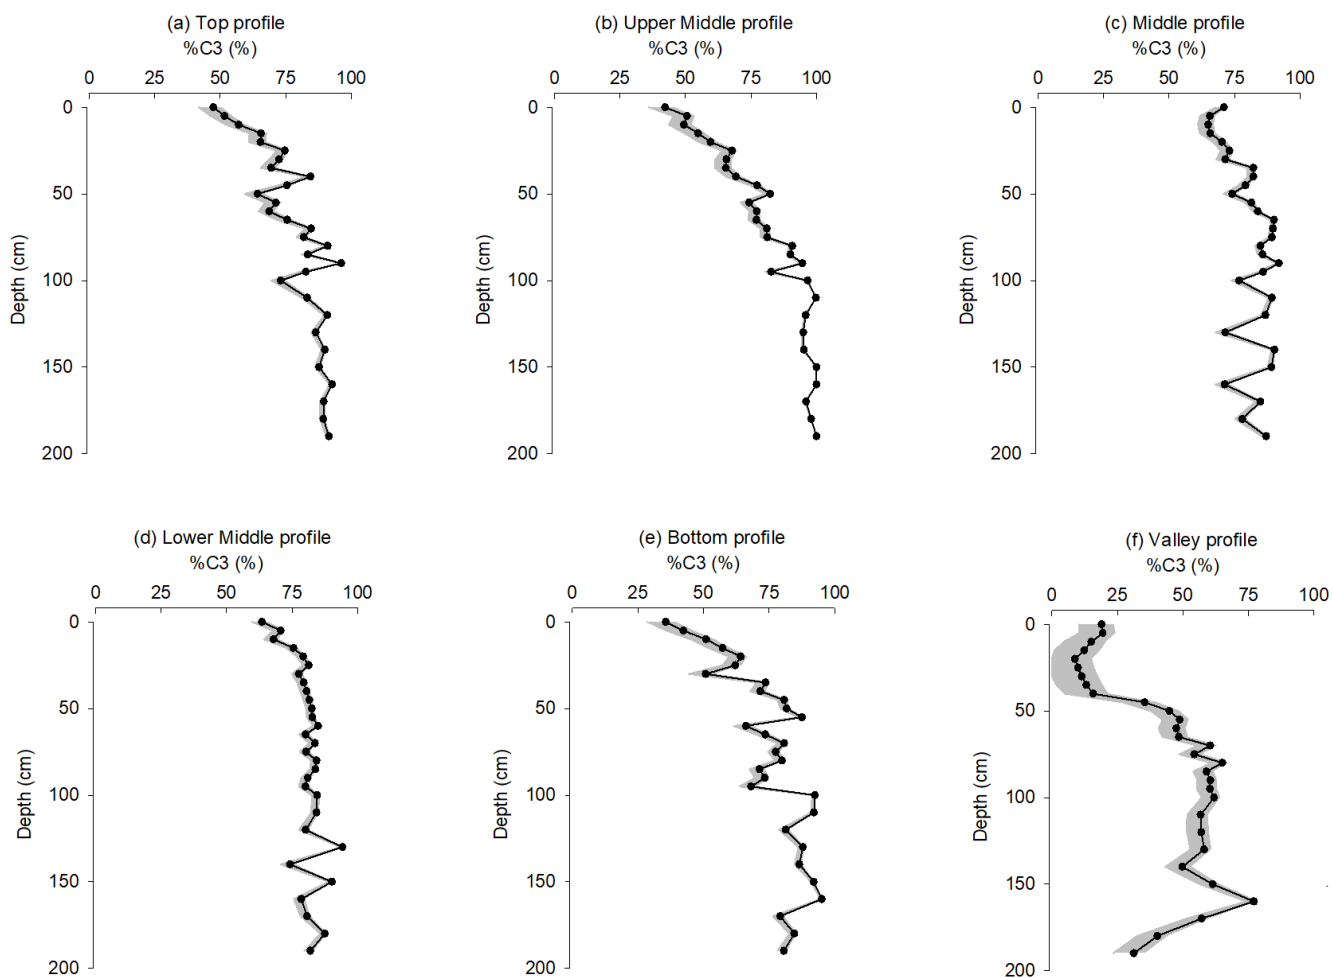 (a) Top profile
%C3 (%)
0 25 50 75 100
0
50
100
150
200
Depth (cm)
(b) Upper Middle profile
%C3 (%)
0 25 50 75 100
0
50
100
150
200
Depth (cm)
(c) Middle profile
%C3 (%)
0 25 50 75 100
0
50
100
150
200
Depth (cm)
(d) Lower Middle profile
%C3 (%)
0 25 50 75 100
0
50
100
150
200
Depth (cm)
(e) Bottom profile
%C3 (%)
0 25 50 75 100
0
50
100
150
200
Depth (cm)
(f) Valley profile
%C3 (%)
0 25 50 75 100
0
50
100
150
200
Depth (cm)